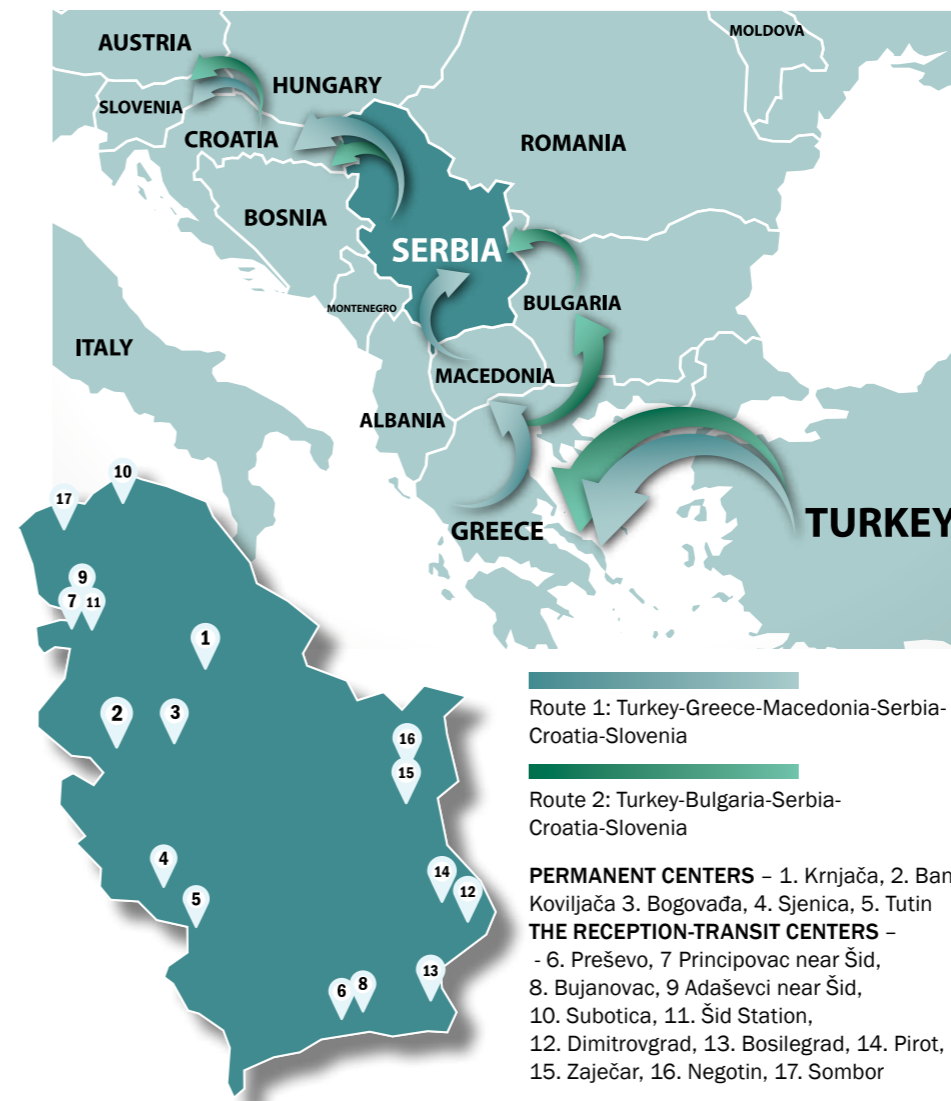 AUSTRIA
MOLDOVA
HUNGARY
SLOVENIA
CROATIA
ROMANIA
BOSNIA
SERBIA
BULGARIA
MONTENEGRO
ITALY
MACEDONIA
ALBANIA
GREECE
TURKEY
10
17
9
7
11
1
2
3
16
15
4
14
5
12
13
6
8
Route 1: Turkey-Greece-Macedonia-Serbia-
Croatia-Slovenia
Route 2: Turkey-Bulgaria-Serbia-
Croatia-Slovenia
PERMANENT CENTERS – 1. Krnjača, 2. Ban
Koviljača 3. Bogovađa, 4. Sjenica, 5. Tutin
THE RECEPTION-TRANSIT CENTERS –
- 6. Preševo, 7 Principovac near Šid,
8. Bujanovac, 9 Adaševci near Šid,
10. Subotica, 11. Šid Station,
12. Dimitrovgrad, 13. Bosilegrad, 14. Pirot,
15. Zaječar, 16. Negotin, 17. Sombor